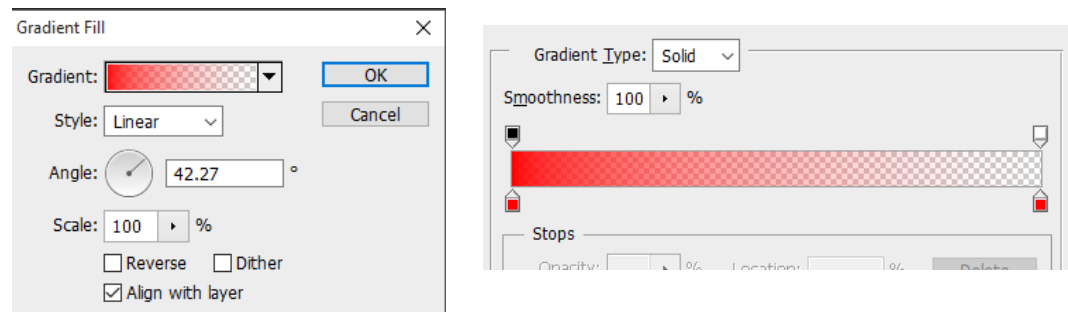 Gradient Fill
Gradient:
OK
Style: Linear
Cancel
Angle: 42.27 °
Scale: 100 %
Reverse Dither
Align with layer
Gradient Type: Solid
Smoothness: 100 %
Stops
Opacity: % Location: % Delete